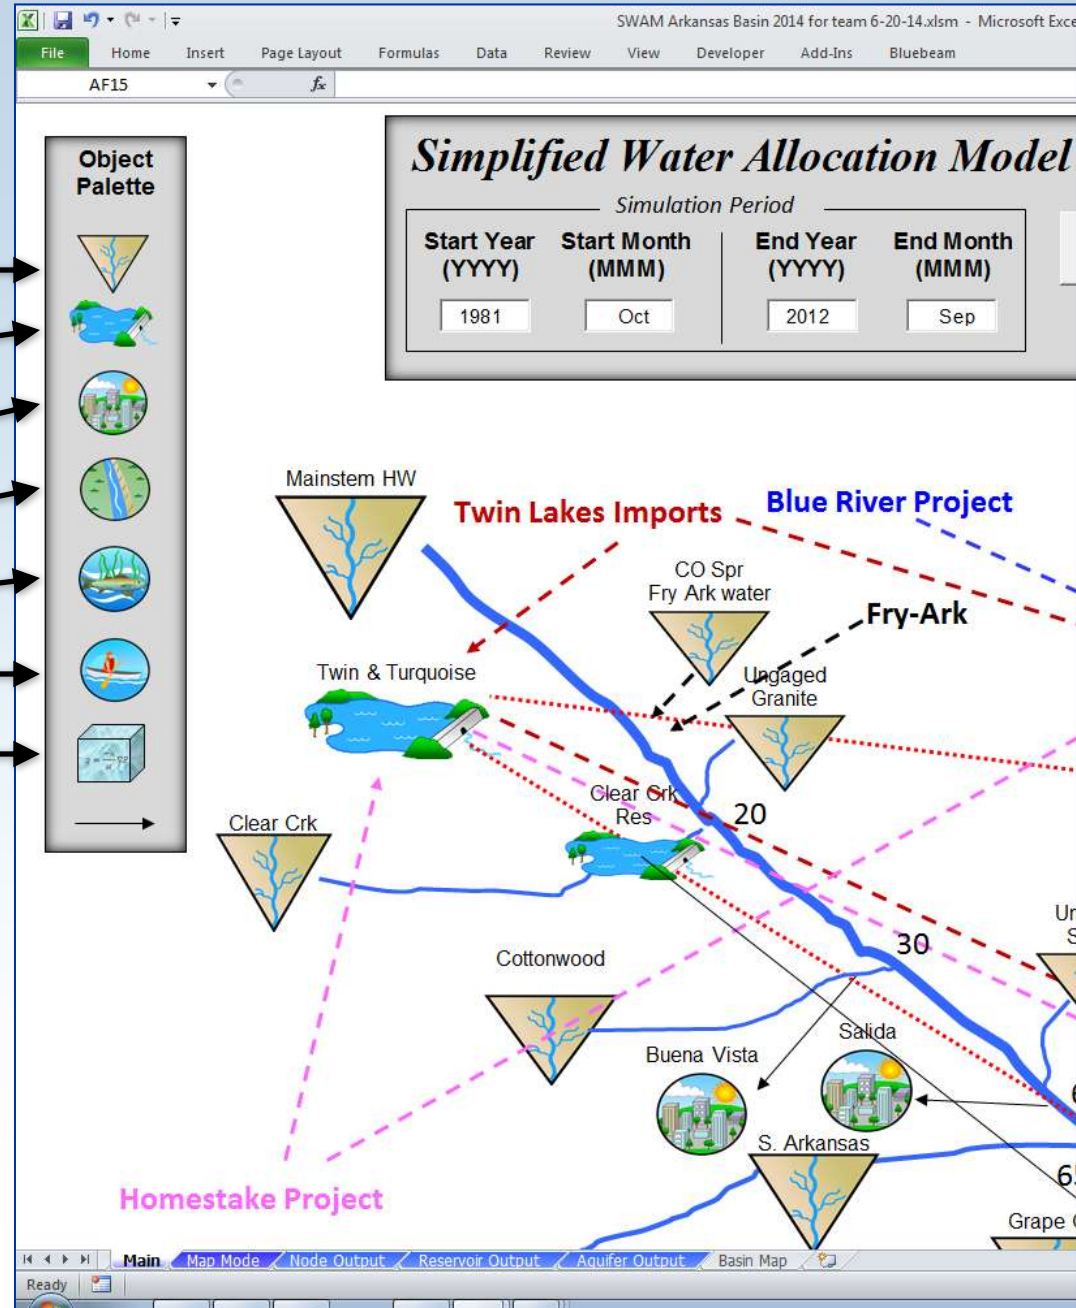 SWAM Arkansas Basin 2014 for team 6-20-14.xlsm - Microsoft Exce
File Home Insert Page Layout Formulas Data Review View Developer Add-Ins Bluebeam
AF15 fx
Object
Palette
Simplified Water Allocation Model
Simulation Period
Start Year Start Month End Year End Month
(YYYY) (MMM) (YYYY) (MMM)
1981 Oct 2012 Sep
Mainstem HW
Twin Lakes Imports
Blue River Project
CO Spr
Fry Ark water
Fry-Ark
Twin & Turquoise
Ungaged
Granite
Clear Crk
Res
20
Clear Crk
30
Cottonwood
Salida
Buena Vista
S. Arkansas
Homestake Project
Grape
Main Map Mode Node Output Reservoir Output Aquifer Output Basin Map
Ready